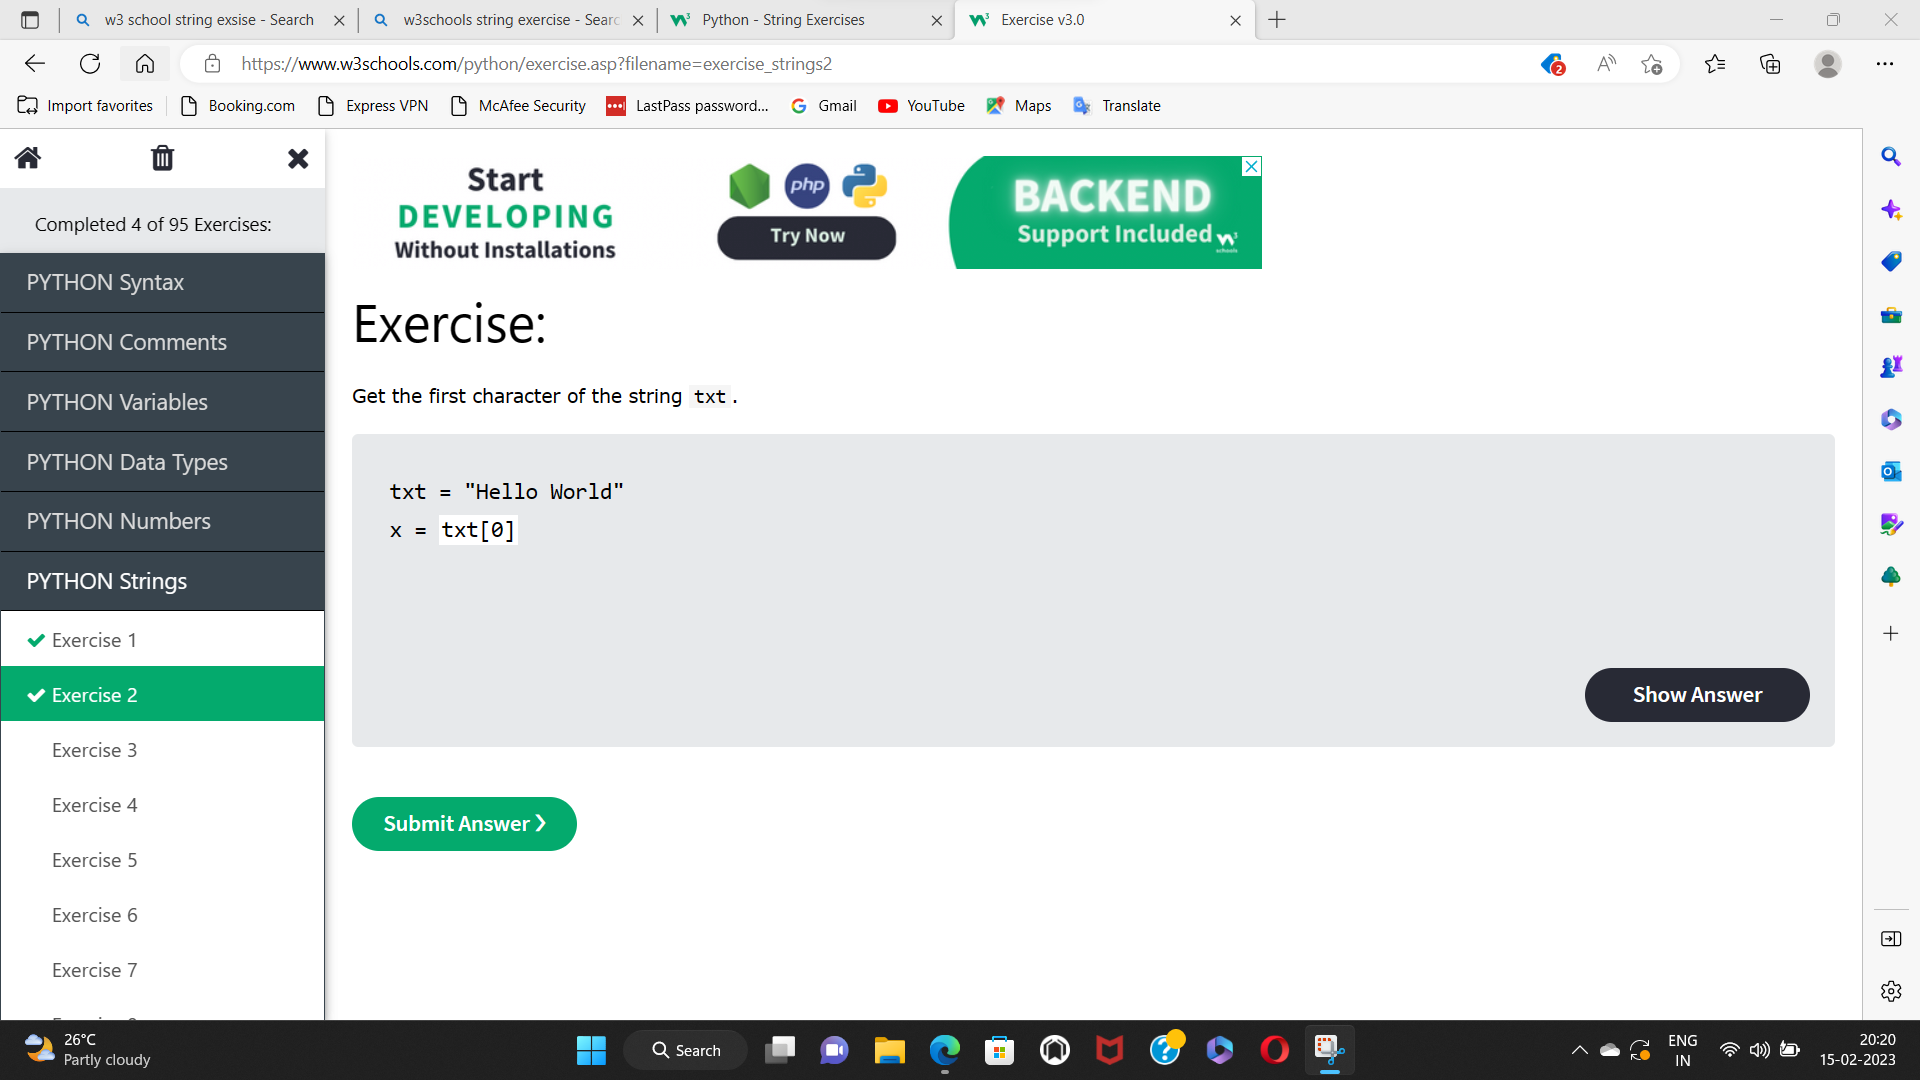 w3 school string exsise - Search
w3schools string exercise - Searc
Python - String Exercises
Exercise v3.0
https://www.w3schools.com/python/exercise.asp?filename=exercise_strings2
2
Import favorites
Booking.com
Express VPN
McAfee Security
LastPass password...
Gmail
YouTube
Maps
Translate
Completed 4 of 95 Exercises:
PYTHON Syntax
PYTHON Comments
PYTHON Variables
PYTHON Data Types
PYTHON Numbers
PYTHON Strings
Exercise 1
Exercise 2
Exercise 3
Exercise 4
Exercise 5
Exercise 6
Exercise 7
Start
DEVELOPING
Without Installations
php
Try Now
BACKEND
Support Included
schools
Exercise:
Get the first character of the string txt.
txt = "Hello World"
x = txt[0]
Show Answer
Submit Answer ❯
26°C
Partly cloudy
Search
ENG
IN
20:20
15-02-2023